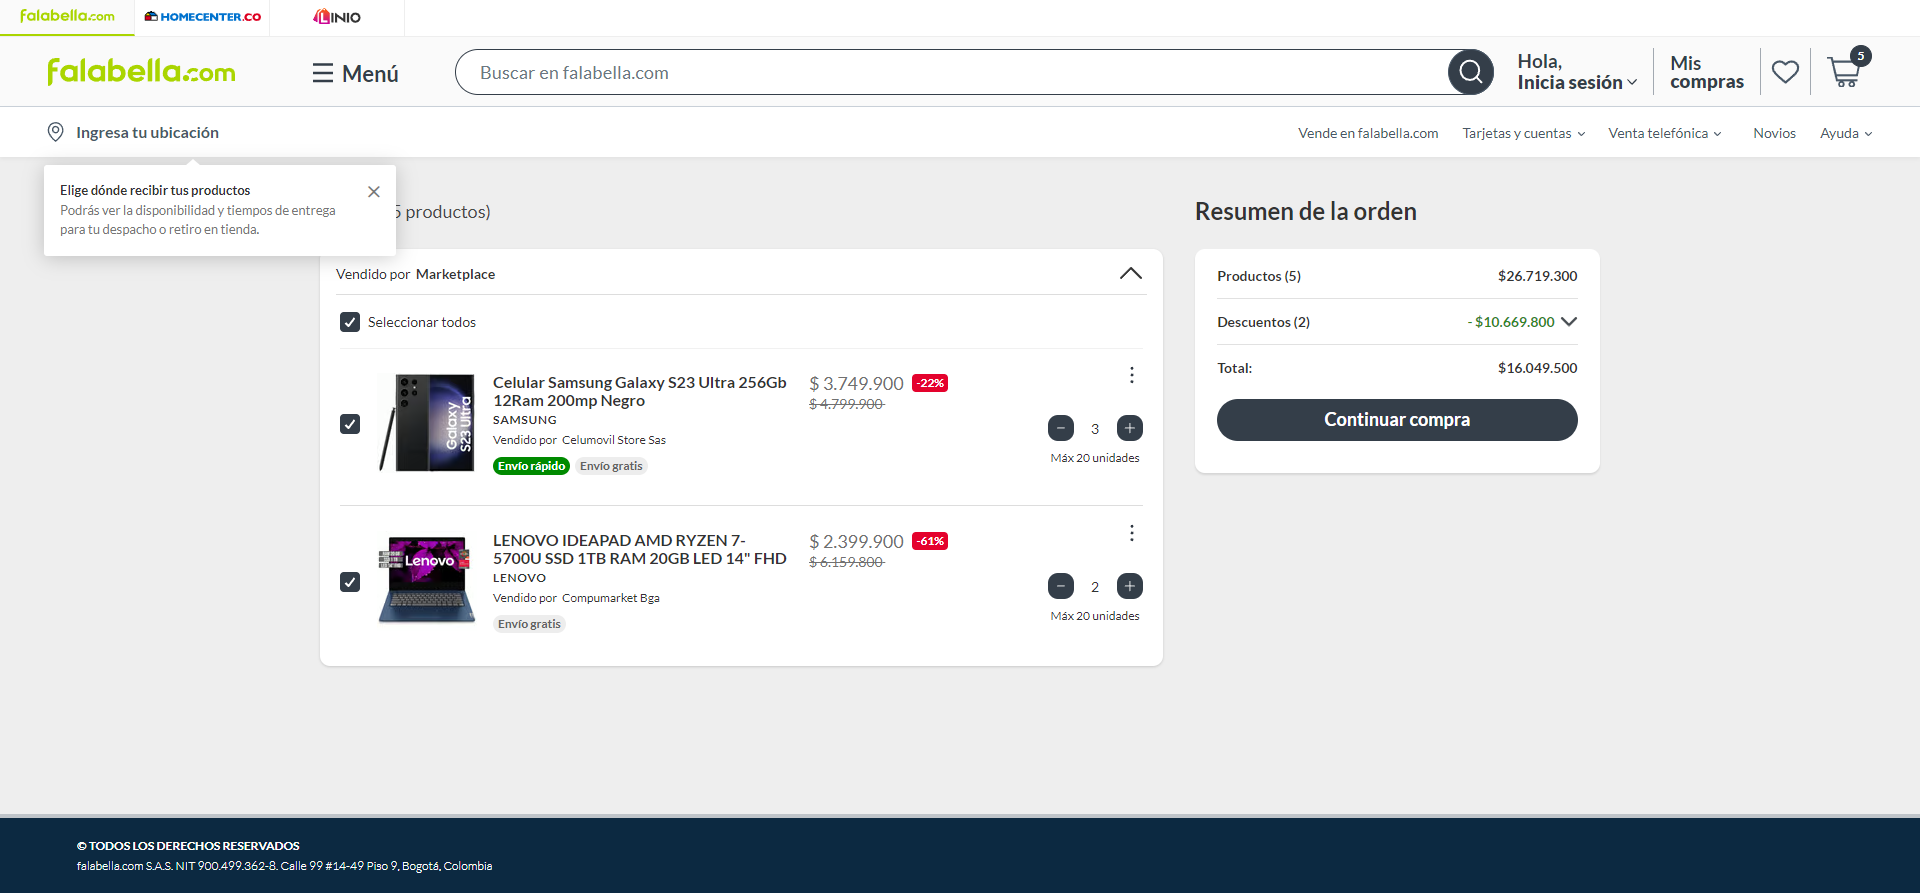 falabella.com
HOMECENTER.CO
LINIO
falabella.com
Menú
Buscar en falabella.com
Hola,
Inicia sesión
Mis
compras
5
Ingresa tu ubicación
Vende en falabella.com
Tarjetas y cuentas
Venta telefónica
Novios
Ayuda
Elige dónde recibir tus productos
Podrás ver la disponibilidad y tiempos de entrega
para tu despacho o retiro en tienda.
5 productos)
Vendido por Marketplace
Seleccionar todos
Galaxy
S23 Ultra
Celular Samsung Galaxy S23 Ultra 256Gb
12Ram 200mp Negro
SAMSUNG
Vendido por Celumovil Store Sas
Envío rápido
Envío gratis
$ 3.749.900
-22%
$ 4.799.900
3
Máx 20 unidades
Lenovo
LENOVO IDEAPAD AMD RYZEN 7-
5700U SSD 1TB RAM 20GB LED 14" FHD
LENOVO
Vendido por Compumarket Bga
Envío gratis
$ 2.399.900
-61%
$ 6.159.800
2
Máx 20 unidades
Resumen de la orden
Productos (5)
$26.719.300
Descuentos (2)
- $10.669.800
Total:
$16.049.500
Continuar compra
© TODOS LOS DERECHOS RESERVADOS
falabella.com S.A.S. NIT 900.499.362-8. Calle 99 #14-49 Piso 9, Bogotá, Colombia